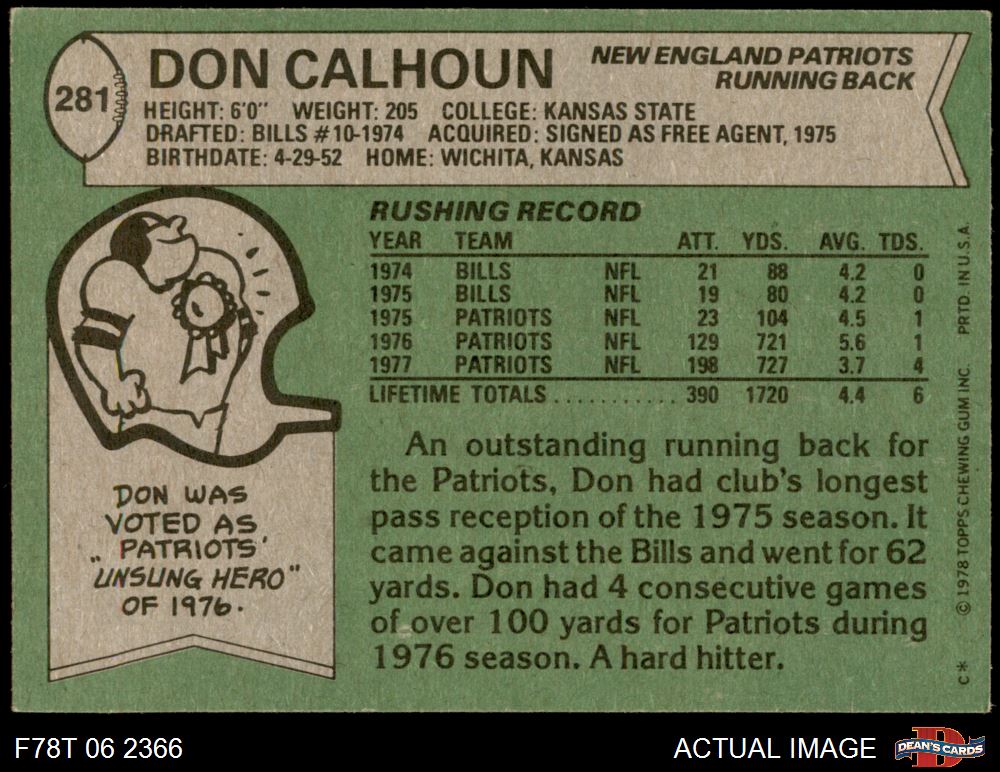 281
DON CALHOUN
NEW ENGLAND PATRIOTS
RUNNING BACK
HEIGHT: 6'0" WEIGHT: 205 COLLEGE: KANSAS STATE
DRAFTED: BILLS #10-1974 ACQUIRED: SIGNED AS FREE AGENT, 1975
BIRTHDATE: 4-29-52 HOME: WICHITA, KANSAS
RUSHING RECORD
YEAR TEAM ATT. YDS. AVG. TDS.
1974 BILLS NFL 21 88 4.2 0
1975 BILLS NFL 19 80 4.2 0
1975 PATRIOTS NFL 23 104 4.5 1
1976 PATRIOTS NFL 129 721 5.6 1
1977 PATRIOTS NFL 198 727 3.7 4
LIFETIME TOTALS........... 390 1720 4.4 6
An outstanding running back for
the Patriots, Don had club's longest
pass reception of the 1975 season. It
came against the Bills and went for 62
yards. Don had 4 consecutive games
of over 100 yards for Patriots during
1976 season. A hard hitter.
DON WAS
VOTED AS
PATRIOTS'
"UNSUNG HERO"
OF 1976.
C* © 1978 TOPPS CHEWING GUM INC. PRTD. IN U.S.A.
F78T 06 2366
ACTUAL IMAGE
D
DEAN'S CARDS